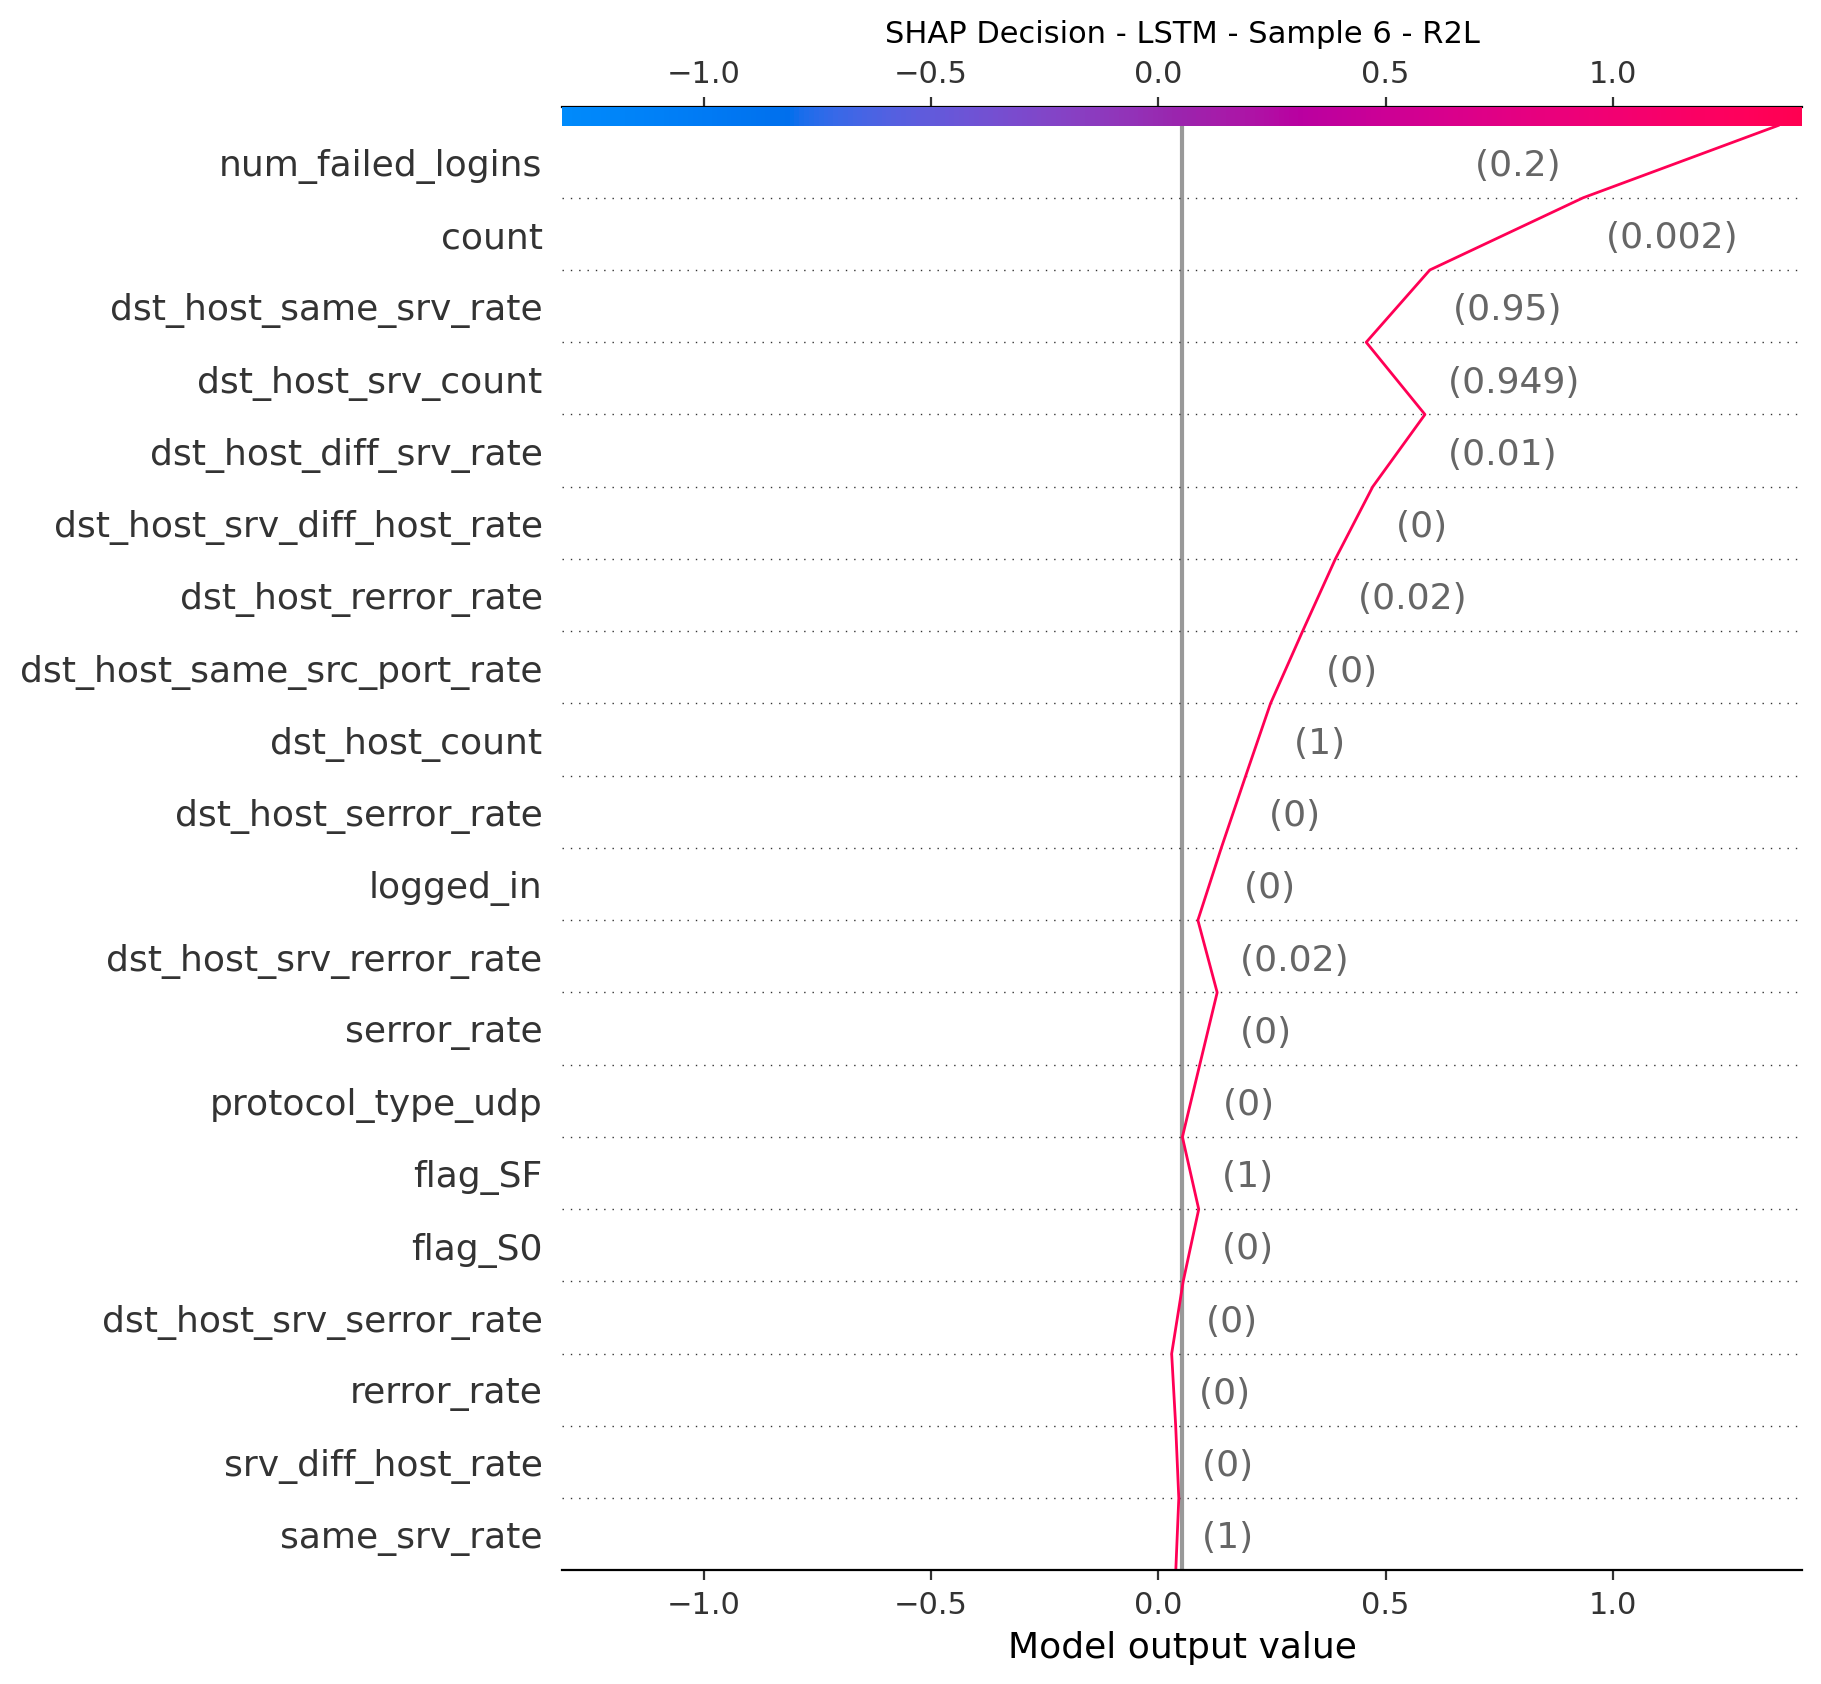 SHAP Decision - LSTM - Sample 6 - R2L
−1.0 −0.5 0.0 0.5 1.0
num_failed_logins (0.2)
count (0.002)
dst_host_same_srv_rate (0.95)
dst_host_srv_count (0.949)
dst_host_diff_srv_rate (0.01)
dst_host_srv_diff_host_rate (0)
dst_host_rerror_rate (0.02)
dst_host_same_src_port_rate (0)
dst_host_count (1)
dst_host_serror_rate (0)
logged_in (0)
dst_host_srv_rerror_rate (0.02)
serror_rate (0)
protocol_type_udp (0)
flag_SF (1)
flag_S0 (0)
dst_host_srv_serror_rate (0)
rerror_rate (0)
srv_diff_host_rate (0)
same_srv_rate (1)
−1.0 −0.5 0.0 0.5 1.0
Model output value